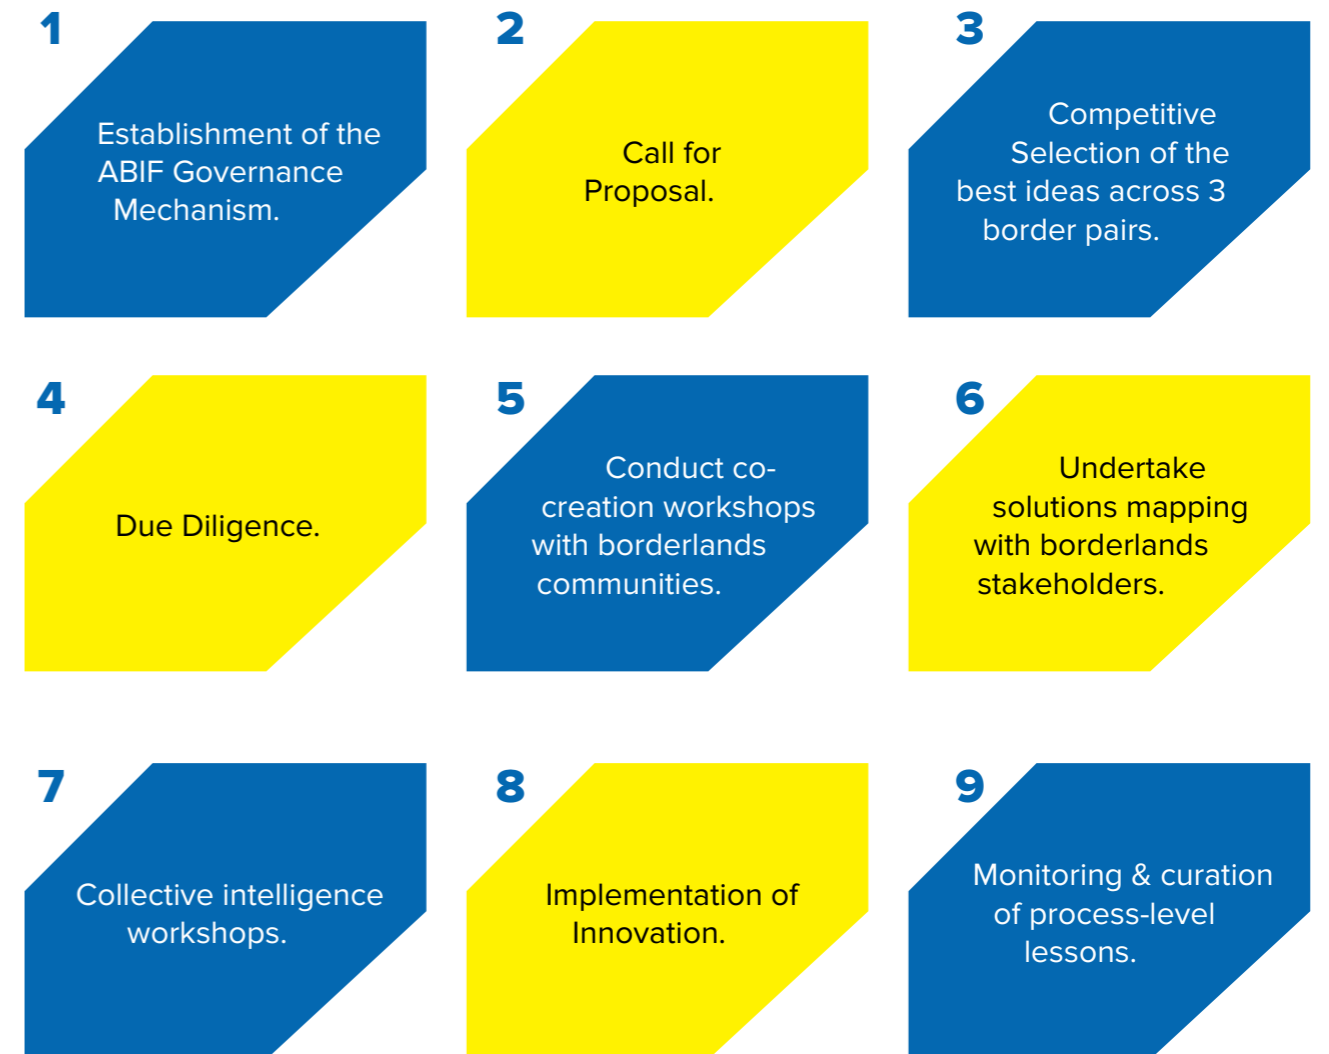 1
Establishment of the
ABIF Governance
Mechanism.
2
Call for
Proposal.
3
Competitive
Selection of the
best ideas across 3
border pairs.
4
Due Diligence.
5
Conduct co-
creation workshops
with borderlands
communities.
6
Undertake
solutions mapping
with borderlands
stakeholders.
7
Collective intelligence
workshops.
8
Implementation of
Innovation.
9
Monitoring & curation
of process-level
lessons.